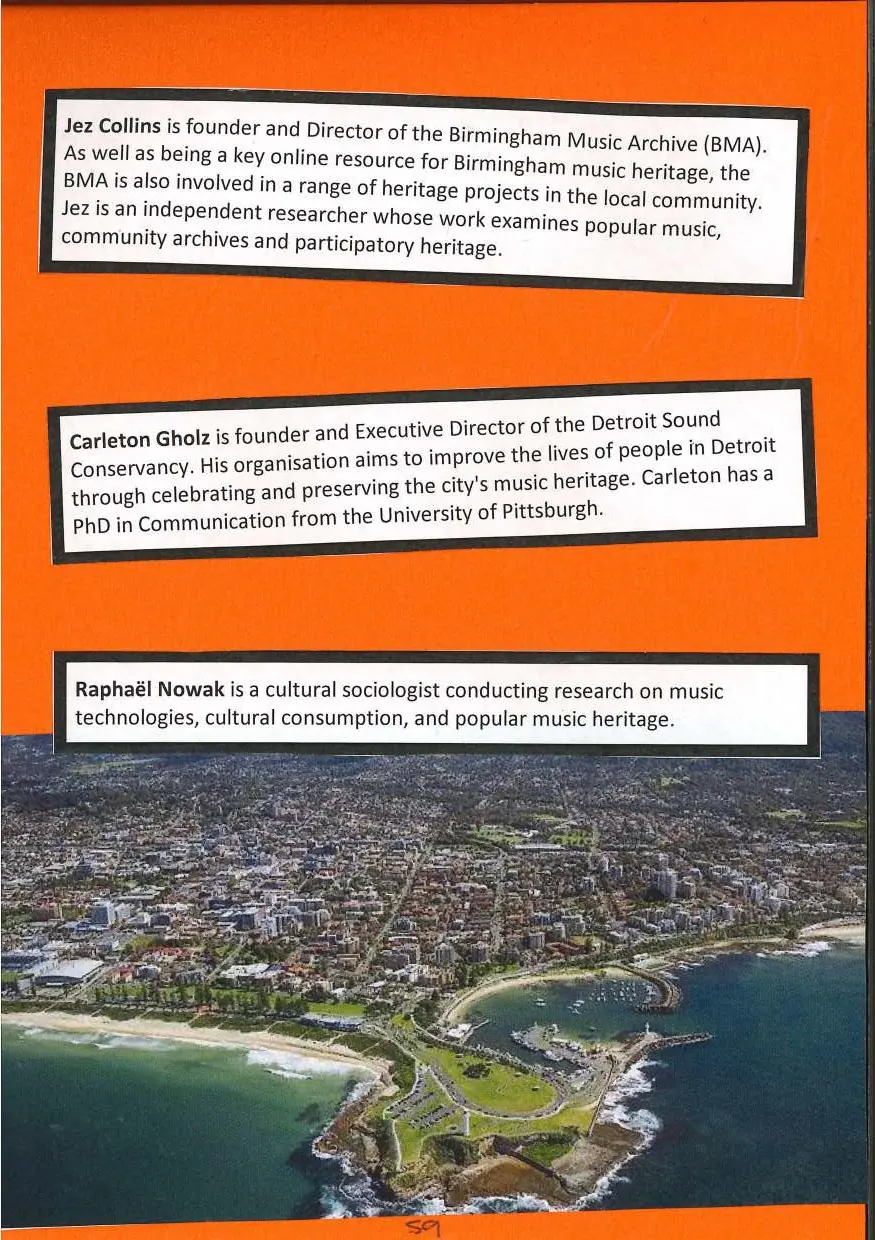 Jez Collins is founder and Director of the Birmingham Music Archive (BMA).
As well as being a key online resource for Birmingham music heritage, the
BMA is also involved in a range of heritage projects in the local community.
Jez is an independent researcher whose work examines popular music,
community archives and participatory heritage.
Carleton Gholz is founder and Executive Director of the Detroit Sound
Conservancy. His organisation aims to improve the lives of people in Detroit
through celebrating and preserving the city's music heritage. Carleton has a
PhD in Communication from the University of Pittsburgh.
Raphaël Nowak is a cultural sociologist conducting research on music
technologies, cultural consumption, and popular music heritage.
59